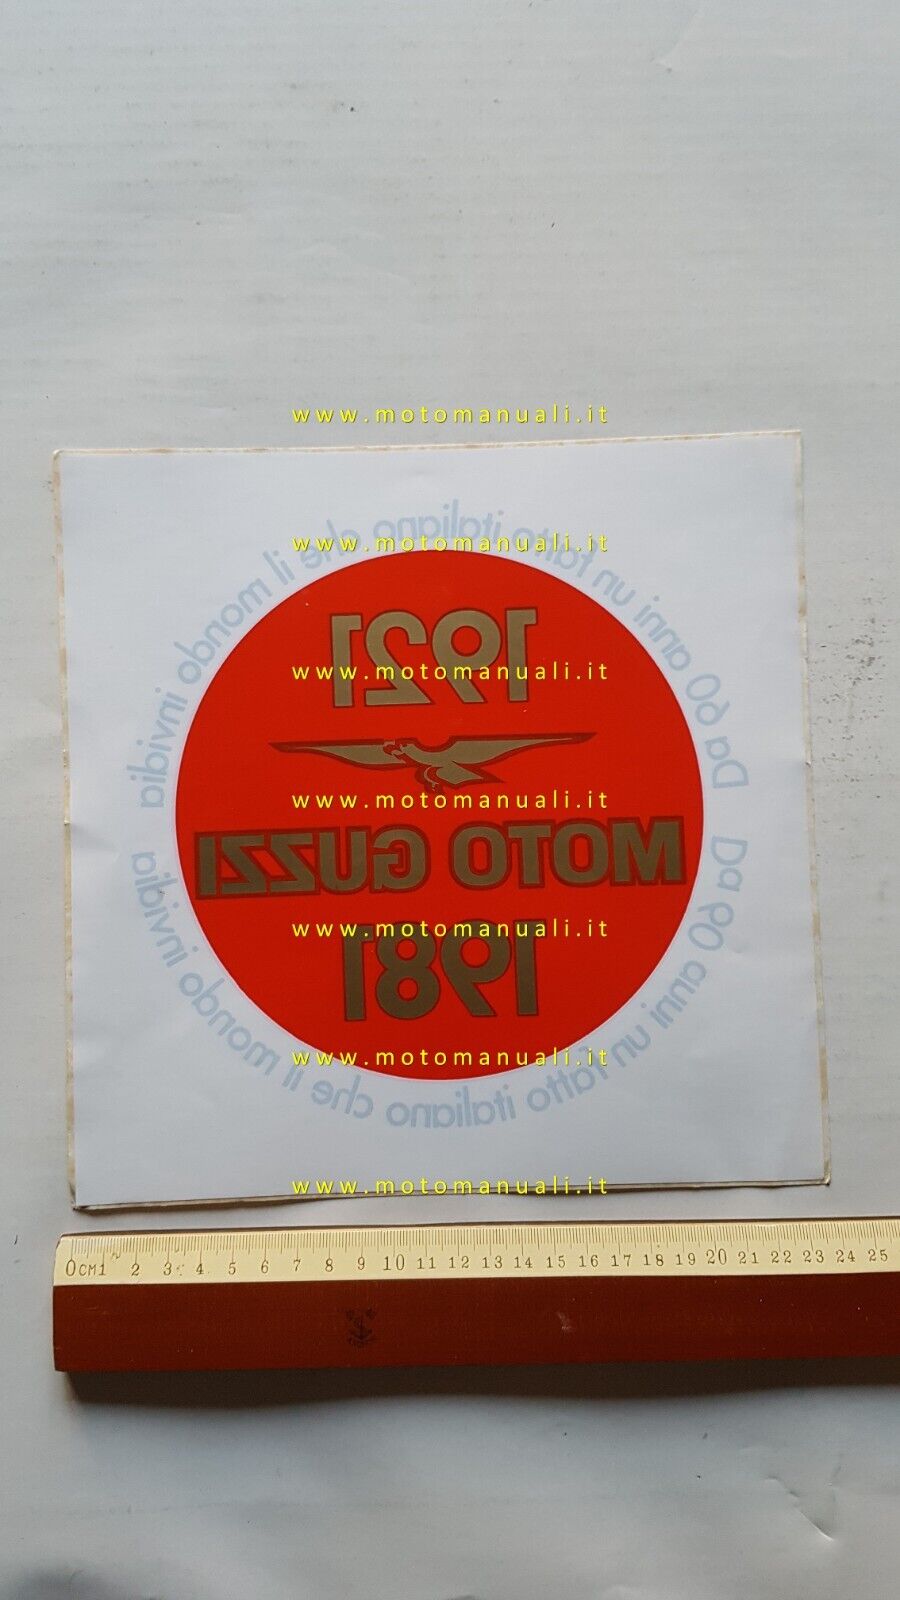 www.motomanuali.it
Da 60 anni un fatto italiano che il mondo invidia
www.motomanuali.it
1921
www.motomanuali.it
www.motomanuali.it
MOTO GUZZI
www.motomanuali.it
1981
www.motomanuali.it
Da 60 anni un fatto italiano che il mondo invidia
www.motomanuali.it
0CM1 2 3 4 5 6 7 8 9 10 11 12 13 14 15 16 17 18 19 20 21 22 23 24 25